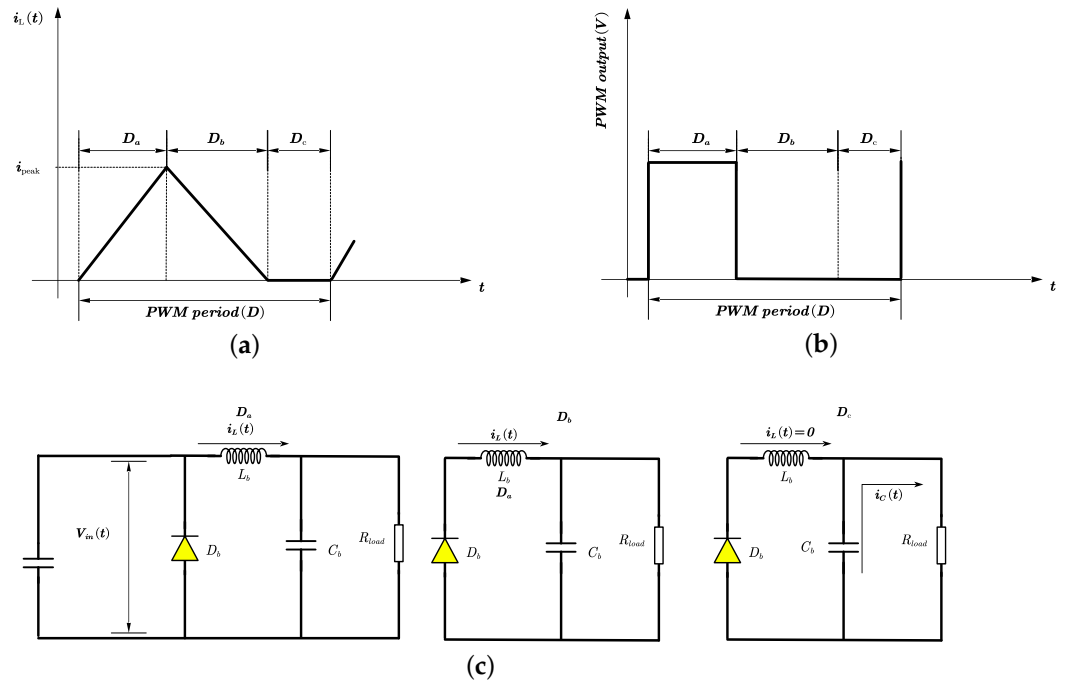 i_L(t)
D_a
D_b
D_c
i_peak
t
PWM period(D)
(a)
PWM output(V)
D_a
D_b
D_c
t
PWM period(D)
(b)
D_a
i_L(t)
L_b
V_in(t)
D_b
C_b
R_load
D_b
i_L(t)
L_b
D_a
D_b
C_b
R_load
D_c
i_L(t)=0
L_b
i_C(t)
D_b
C_b
R_load
(c)